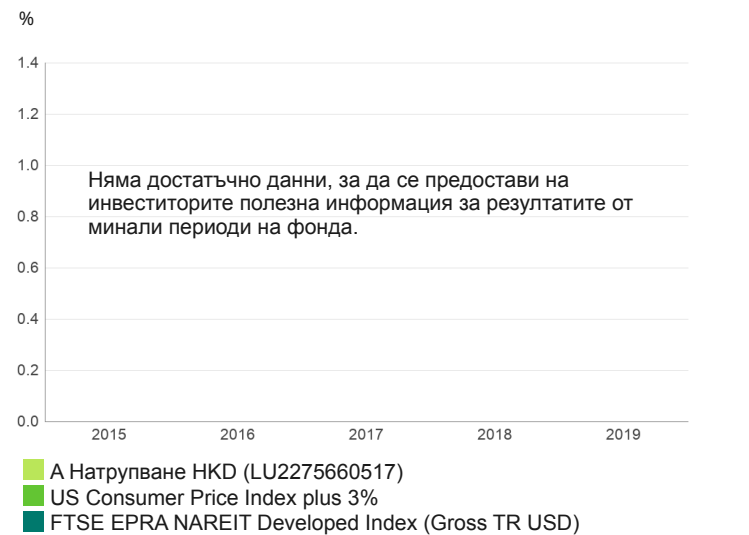 %
1.4
1.2
1.0
Няма достатъчно данни, за да се предостави на
инвеститорите полезна информация за резултатите от
0.8
минали периоди на фонда.
0.6
0.4
0.2
0.0
2015 2016 2017 2018 2019
А Натрупване HKD (LU2275660517)
US Consumer Price Index plus 3%
FTSE EPRA NAREIT Developed Index (Gross TR USD)